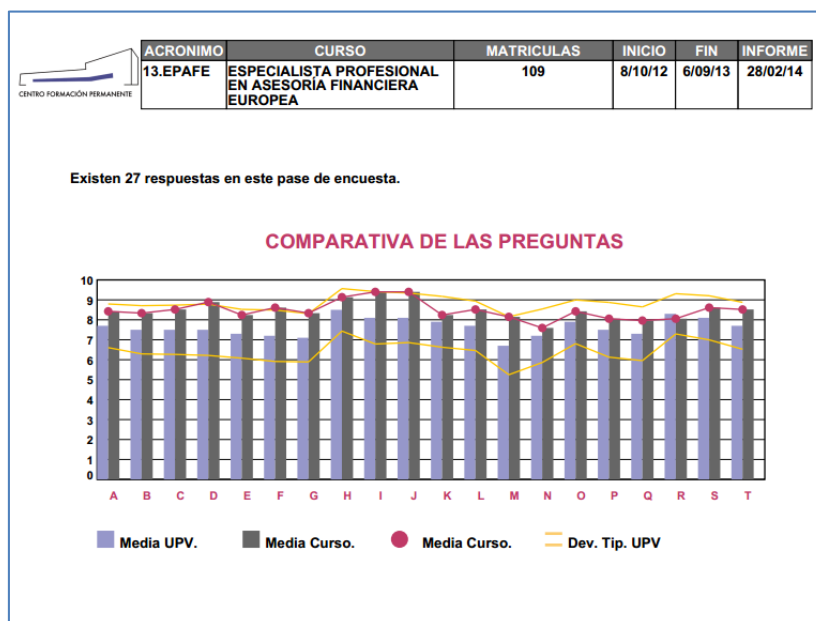 ACRONIMO CURSO MATRICULAS INICIO FIN INFORME
13.EPAFE ESPECIALISTA PROFESIONAL EN ASESORÍA FINANCIERA EUROPEA 109 8/10/12 6/09/13 28/02/14
CENTRO FORMACIÓN PERMANENTE
Existen 27 respuestas en este pase de encuesta.
COMPARATIVA DE LAS PREGUNTAS
10
9
8
7
6
5
4
3
2
1
0
A B C D E F G H I J K L M N O P Q R S T
Media UPV. Media Curso. Media Curso. Dev. Tip. UPV